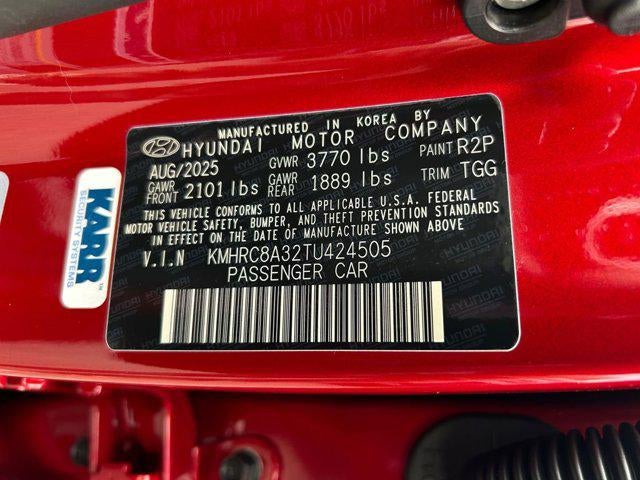 MANUFACTURED IN KOREA BY
HYUNDAI MOTOR COMPANY
AUG/2025 GVWR 3770 lbs PAINT R2P
GAWR FRONT 2101 lbs GAWR REAR 1889 lbs TRIM TGG
THIS VEHICLE CONFORMS TO ALL APPLICABLE U.S.A. FEDERAL
MOTOR VEHICLE SAFETY, BUMPER, AND THEFT PREVENTION STANDARDS
IN EFFECT ON THE DATE OF MANUFACTURE SHOWN ABOVE
V.I.N KMHRC8A32TU424505
PASSENGER CAR
KARR
SECURITY SYSTEMS
TM